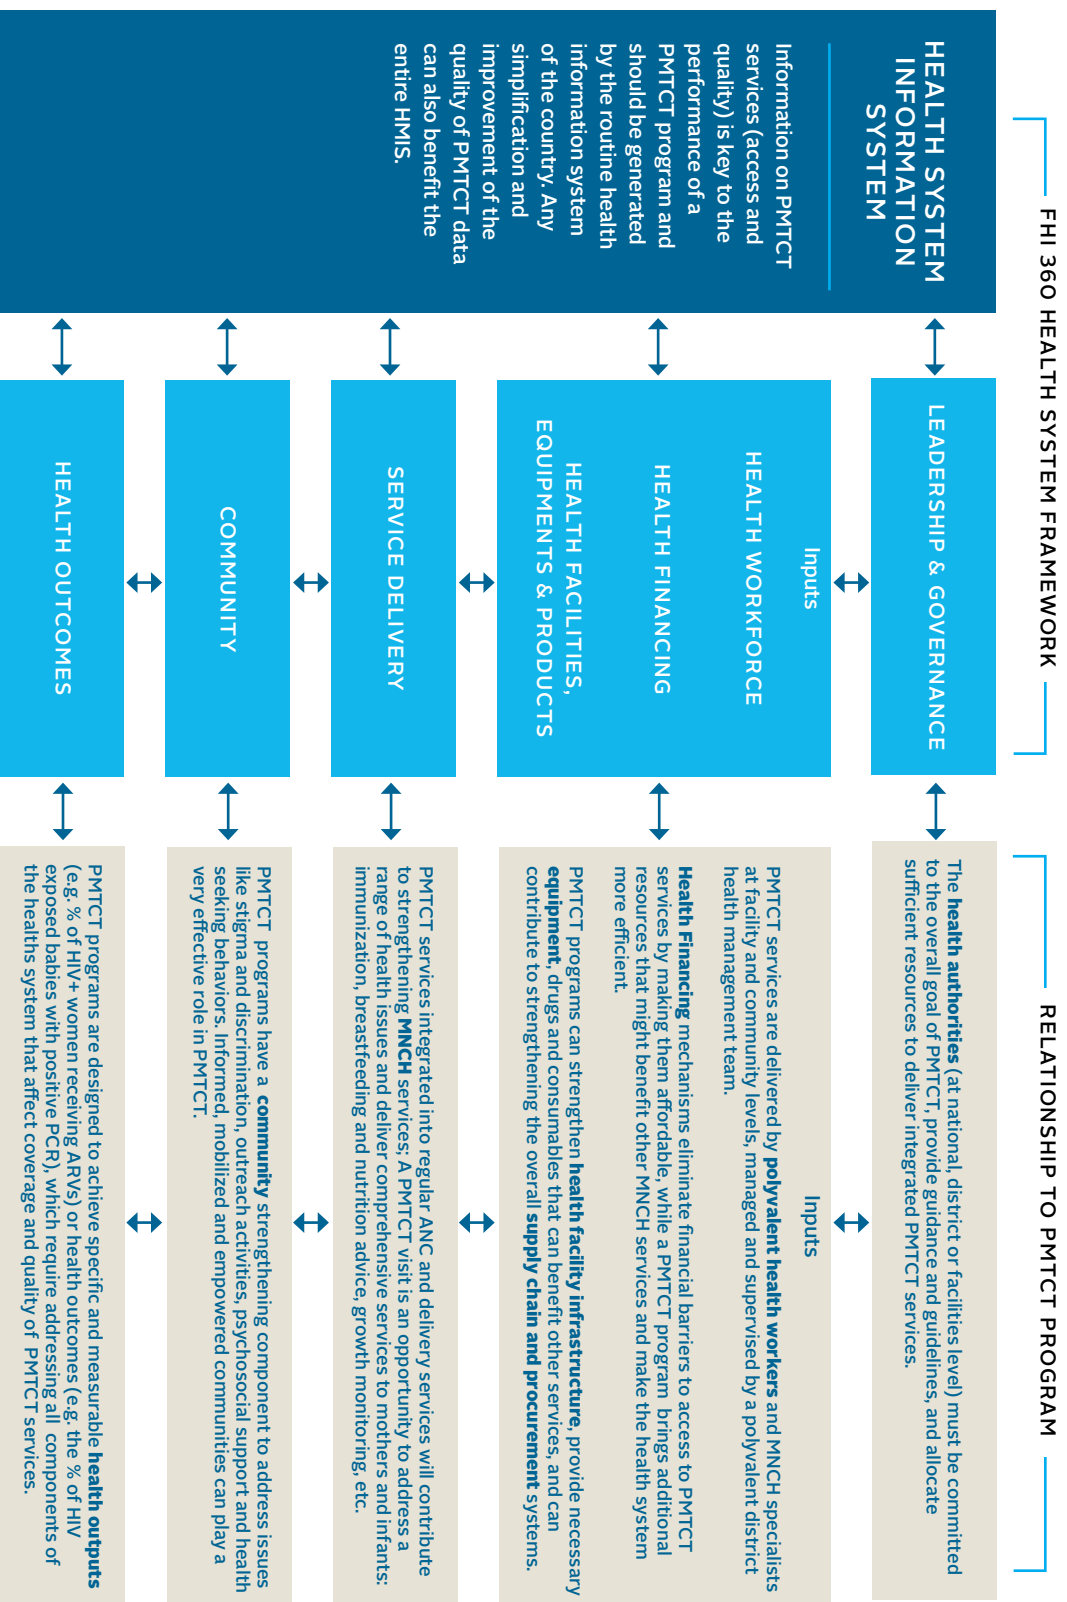 FHI 360 HEALTH SYSTEM FRAMEWORK
RELATIONSHIP TO PMTCT PROGRAM
HEALTH SYSTEM
INFORMATION
SYSTEM
Information on PMTCT
services (access and
quality) is key to the
performance of a
PMTCT program and
should be generated
by the routine health
information system
of the country. Any
simplification and
improvement of the
quality of PMTCT data
can also benefit the
entire HMIS.
LEADERSHIP & GOVERNANCE
The health authorities (at national, district or facilities level) must be committed
to the overall goal of PMTCT, provide guidance and guidelines, and allocate
sufficient resources to deliver integrated PMTCT services.
Inputs
HEALTH WORKFORCE
HEALTH FINANCING
HEALTH FACILITIES,
EQUIPMENTS & PRODUCTS
Inputs
PMTCT services are delivered by polyvalent health workers and MNCH specialists
at facility and community levels, managed and supervised by a polyvalent district
health management team.
Health Financing mechanisms eliminate financial barriers to access to PMTCT
services by making them affordable, while a PMTCT program brings additional
resources that might benefit other MNCH services and make the health system
more efficient.
PMTCT programs can strengthen health facility infrastructure, provide necessary
equipment, drugs and consumables that can benefit other services, and can
contribute to strengthening the overall supply chain and procurement systems.
SERVICE DELIVERY
PMTCT services integrated into regular ANC and delivery services will contribute
to strengthening MNCH services; A PMTCT visit is an opportunity to address a
range of health issues and deliver comprehensive services to mothers and infants:
immunization, breastfeeding and nutrition advice, growth monitoring, etc.
COMMUNITY
PMTCT programs have a community strengthening component to address issues
like stigma and discrimination, outreach activities, psychosocial support and health
seeking behaviors. Informed, mobilized and empowered communities can play a
very effective role in PMTCT.
HEALTH OUTCOMES
PMTCT programs are designed to achieve specific and measurable health outputs
(e.g. % of HIV+ women receiving ARVs) or health outcomes (e.g. the % of HIV
exposed babies with positive PCR), which require addressing all components of
the healths system that affect coverage and quality of PMTCT services.